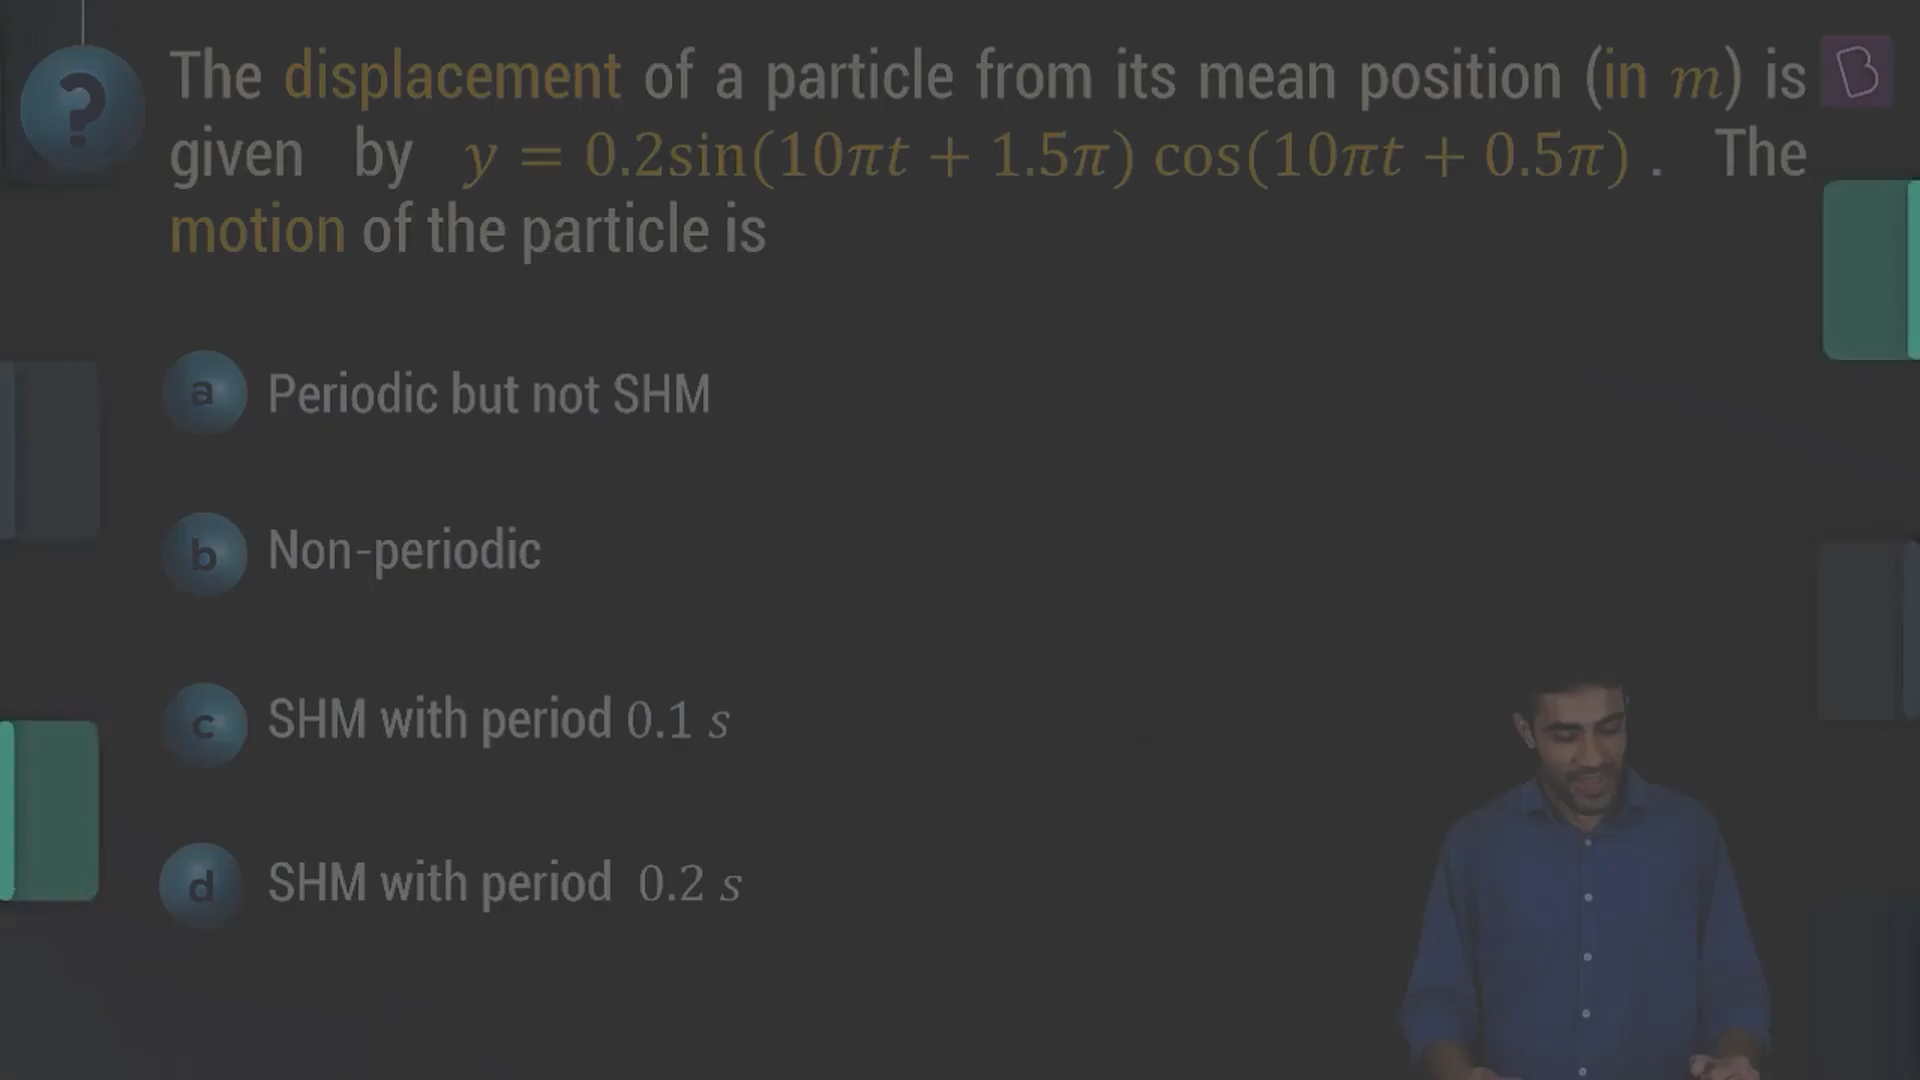 ?
The displacement of a particle from its mean position (in m) is
given by y = 0.2sin(10πt + 1.5π) cos(10πt + 0.5π) . The
motion of the particle is
a Periodic but not SHM
b Non-periodic
c SHM with period 0.1 s
d SHM with period 0.2 s
B